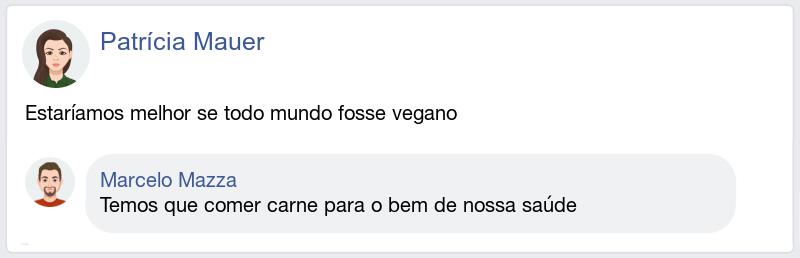 Patrícia Mauer
Estaríamos melhor se todo mundo fosse vegano
Marcelo Mazza
Temos que comer carne para o bem de nossa saúde